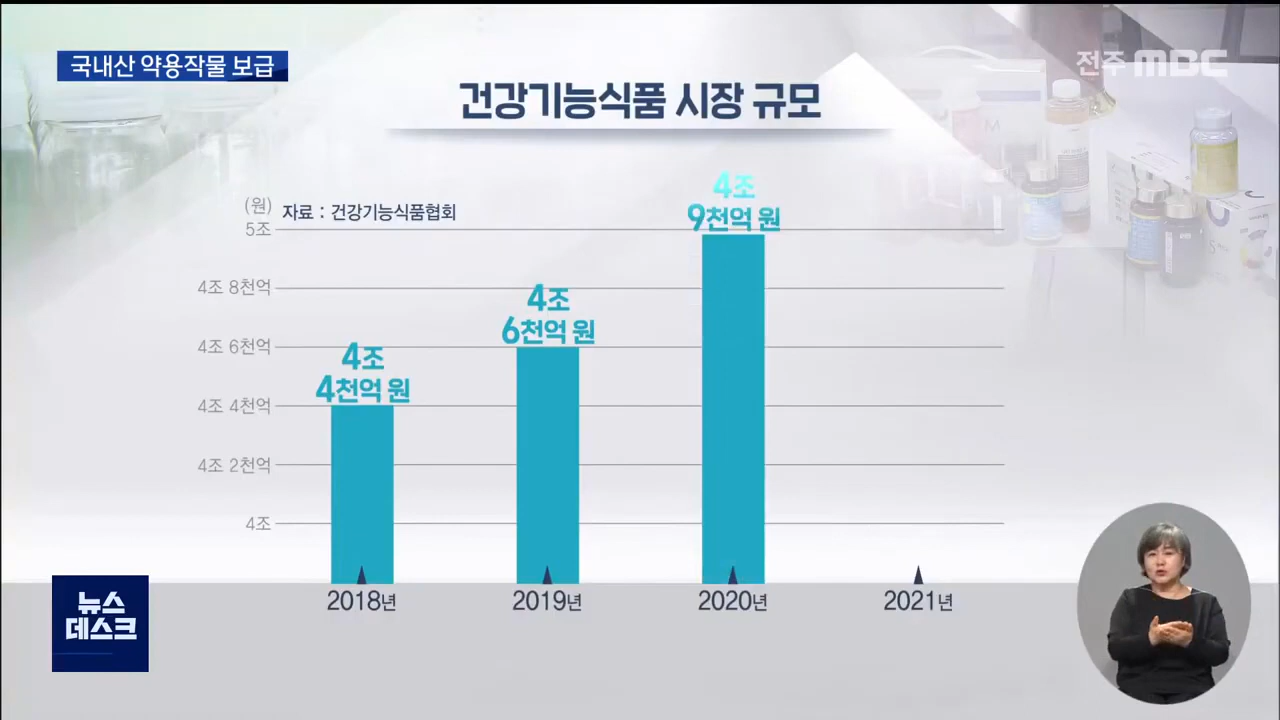 국내산 약용작물 보급
전주 MBC
건강기능식품 시장 규모
(원)
자료 : 건강기능식품협회
5조
4조 8천억
4조 6천억
4조 4천억
4조 2천억
4조
4조
4천억 원
4조
6천억 원
4조
9천억 원
2018년
2019년
2020년
2021년
뉴스
데스크